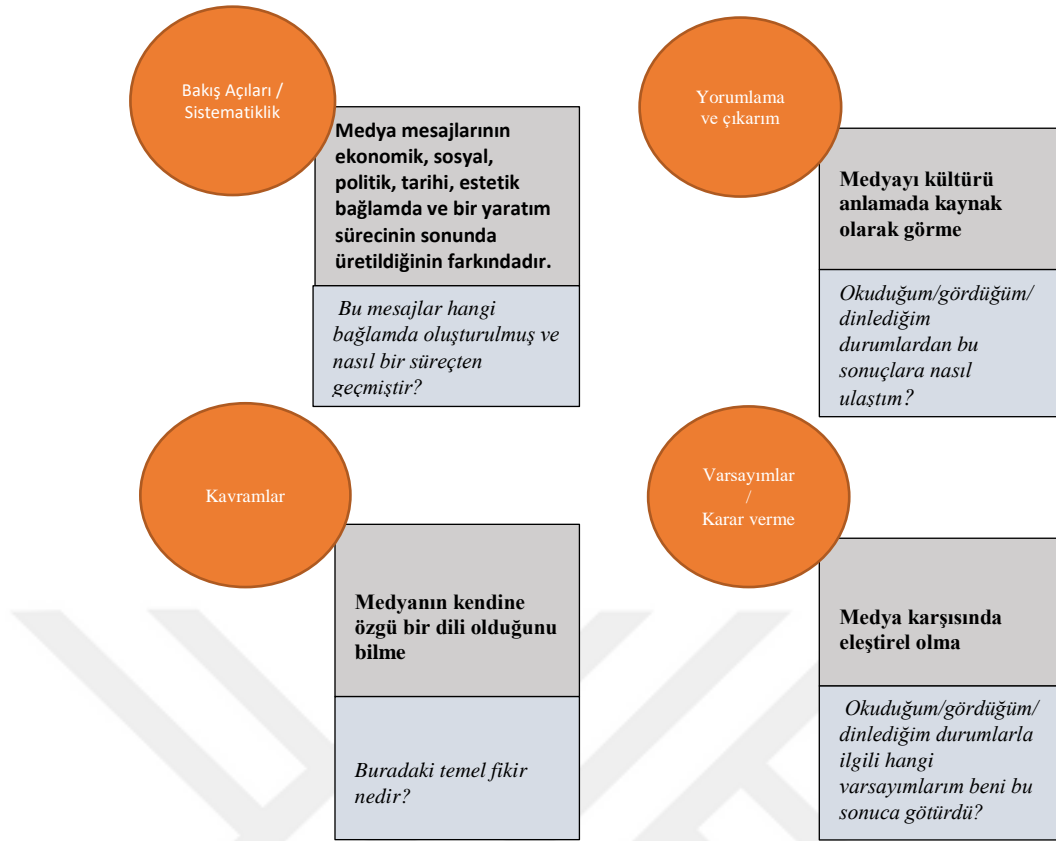 Bakış Açıları /
Sistematiklik
Medya mesajlarının
ekonomik, sosyal,
politik, tarihi, estetik
bağlamda ve bir yaratım
sürecinin sonunda
üretildiğinin farkındadır.
Bu mesajlar hangi
bağlamda oluşturulmuş ve
nasıl bir süreçten
geçmiştir?
Yorumlama
ve çıkarım
Medyayı kültürü
anlamada kaynak
olarak görme
Okuduğum/gördüğüm/
dinlediğim
durumlardan bu
sonuçlara nasıl
ulaştım?
Kavramlar
Medyanın kendine
özgü bir dili olduğunu
bilme
Buradaki temel fikir
nedir?
Varsayımlar
/
Karar verme
Medya karşısında
eleştirel olma
Okuduğum/gördüğüm/
dinlediğim durumlarla
ilgili hangi
varsayımlarım beni bu
sonuca götürdü?